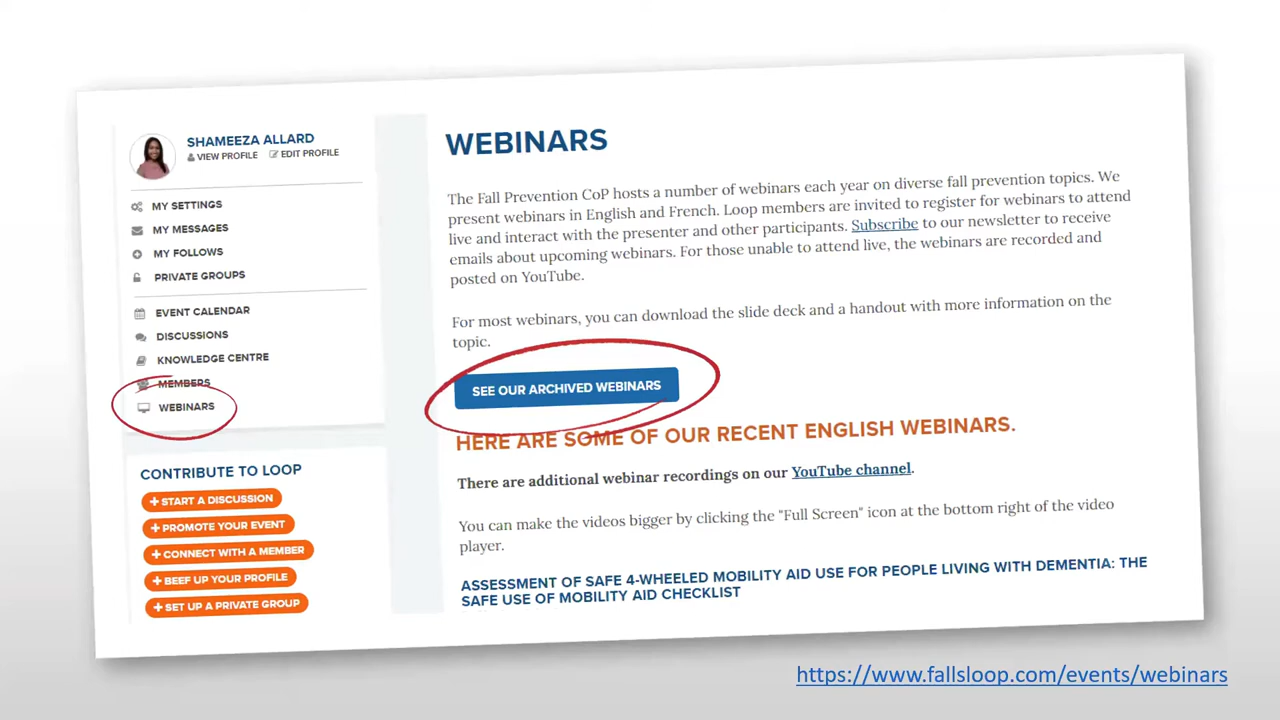 SHAMEEZA ALLARD
VIEW PROFILE EDIT PROFILE
MY SETTINGS
MY MESSAGES
MY FOLLOWS
PRIVATE GROUPS
EVENT CALENDAR
DISCUSSIONS
KNOWLEDGE CENTRE
MEMBERS
WEBINARS
CONTRIBUTE TO LOOP
+ START A DISCUSSION
+ PROMOTE YOUR EVENT
+ CONNECT WITH A MEMBER
+ BEEF UP YOUR PROFILE
+ SET UP A PRIVATE GROUP
WEBINARS
The Fall Prevention CoP hosts a number of webinars each year on diverse fall prevention topics. We
present webinars in English and French. Loop members are invited to register for webinars to attend
live and interact with the presenter and other participants. Subscribe to our newsletter to receive
emails about upcoming webinars. For those unable to attend live, the webinars are recorded and
posted on YouTube.
For most webinars, you can download the slide deck and a handout with more information on the
topic.
SEE OUR ARCHIVED WEBINARS
HERE ARE SOME OF OUR RECENT ENGLISH WEBINARS.
There are additional webinar recordings on our YouTube channel.
You can make the videos bigger by clicking the "Full Screen" icon at the bottom right of the video
player.
ASSESSMENT OF SAFE 4-WHEELED MOBILITY AID USE FOR PEOPLE LIVING WITH DEMENTIA: THE
SAFE USE OF MOBILITY AID CHECKLIST
https://www.fallsloop.com/events/webinars